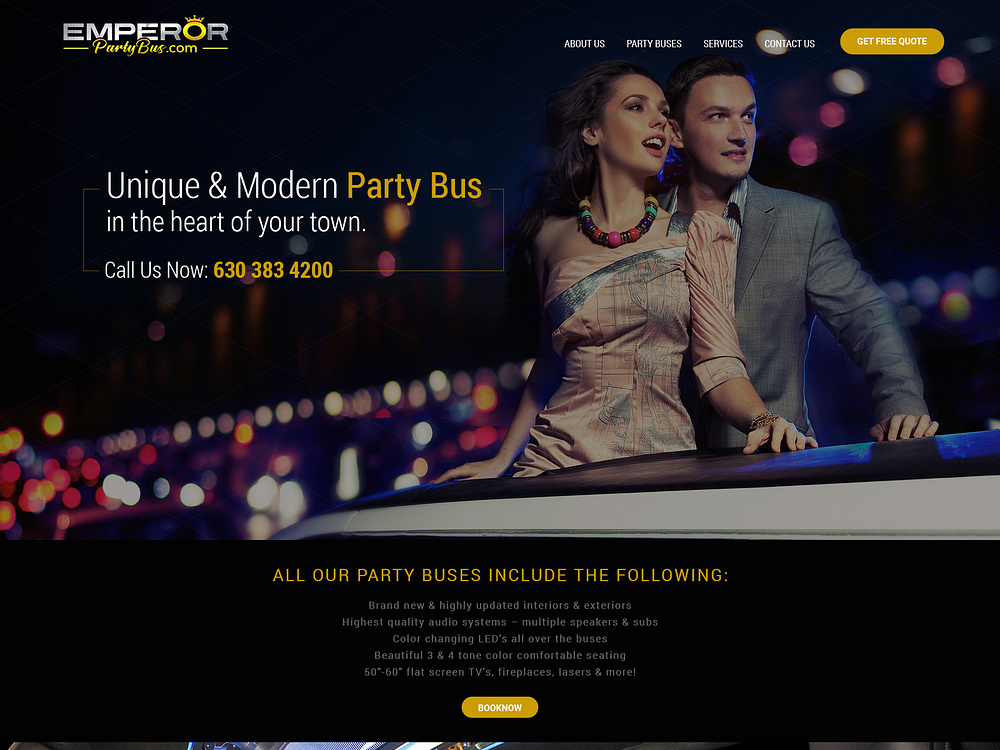 EMPEROR
PartyBus.com
ABOUT US
PARTY BUSES
SERVICES
CONTACT US
GET FREE QUOTE
Unique & Modern Party Bus
in the heart of your town.
Call Us Now: 630 383 4200
ALL OUR PARTY BUSES INCLUDE THE FOLLOWING:
Brand new & highly updated interiors & exteriors
Highest quality audio systems – multiple speakers & subs
Color changing LED's all over the buses
Beautiful 3 & 4 tone color comfortable seating
50"-60" flat screen TV's, fireplaces, lasers & more!
BOOKNOW